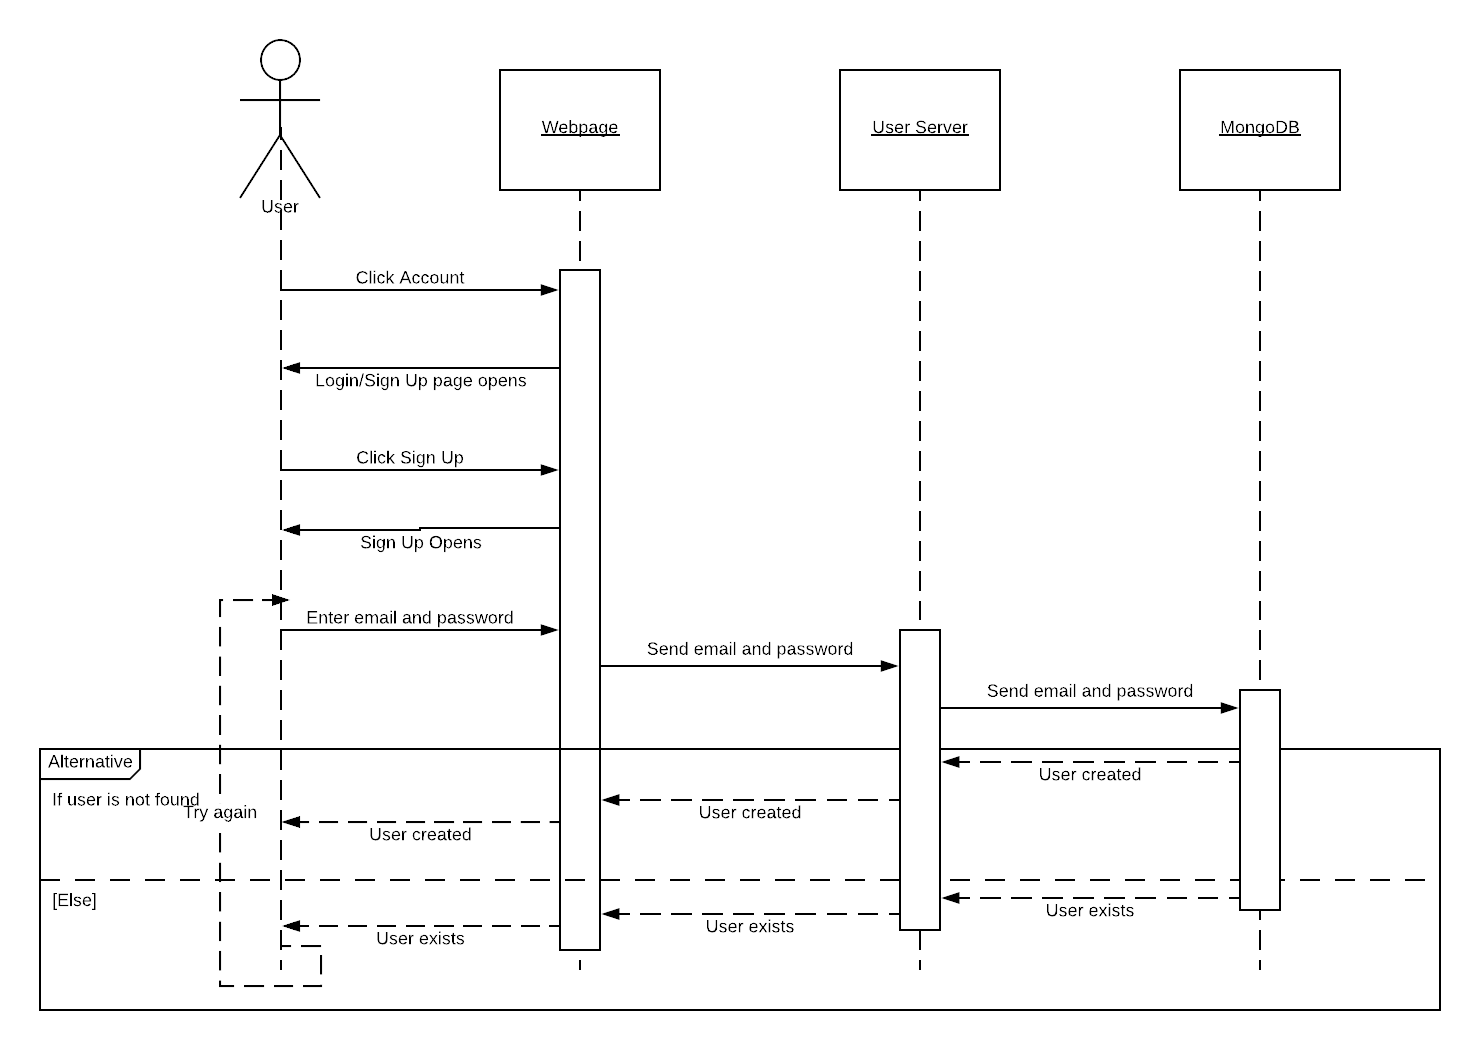 Webpage
User Server
MongoDB
User
Click Account
Login/Sign Up page opens
Click Sign Up
Sign Up Opens
Enter email and password
Send email and password
Send email and password
Alternative
User created
If user is not found
Try again
User created
User created
[Else]
User exists
User exists
User exists